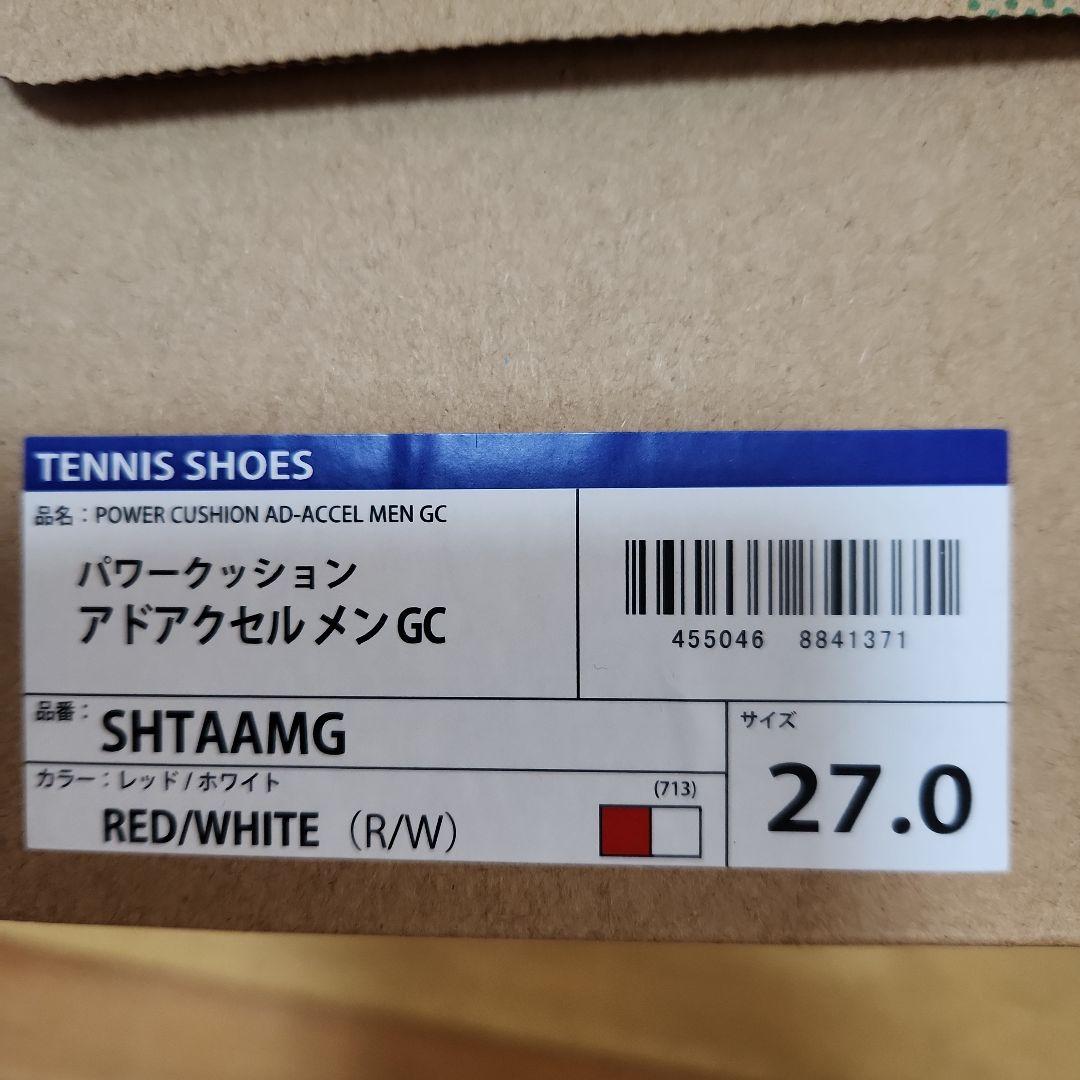 TENNIS SHOES
品名：POWER CUSHION AD-ACCEL MEN GC
パワークッション
アドアクセル メン GC
455046 8841371
品番：
SHTAAMG
カラー：レッド/ホワイト
RED/WHITE（R/W）
(713)
サイズ
27.0